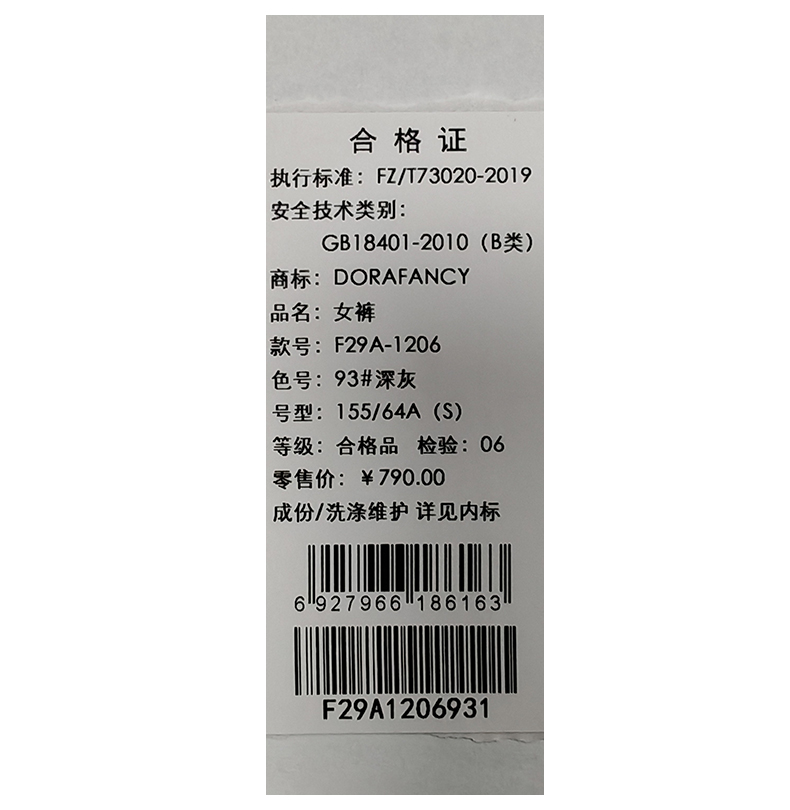 合格证
执行标准：FZ/T73020-2019
安全技术类别：
GB18401-2010（B类）
商标：DORAFANCY
品名：女裤
款号：F29A-1206
色号：93#深灰
号型：155/64A（S）
等级：合格品 检验：06
零售价：￥790.00
成份/洗涤维护 详见内标
6 927966 186163
F29A1206931